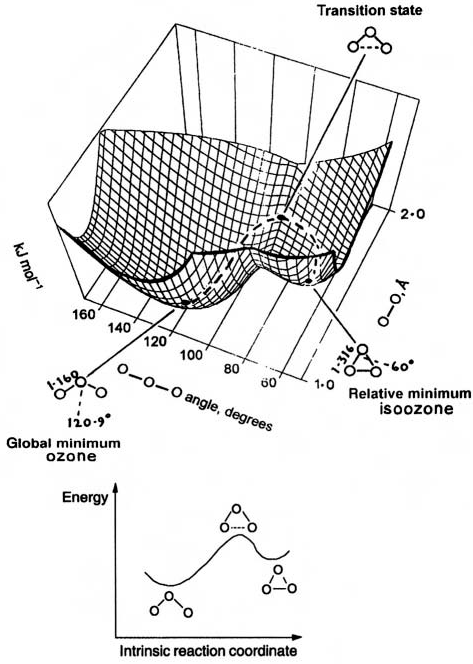 Transition state
2·0
kJ mol⁻¹
O–O, Å
160
140
120
100
80
60
1·0
1·316
60°
1·160
O–O–O angle, degrees
120·9°
Relative minimum
isoozone
Global minimum
ozone
Energy
Intrinsic reaction coordinate